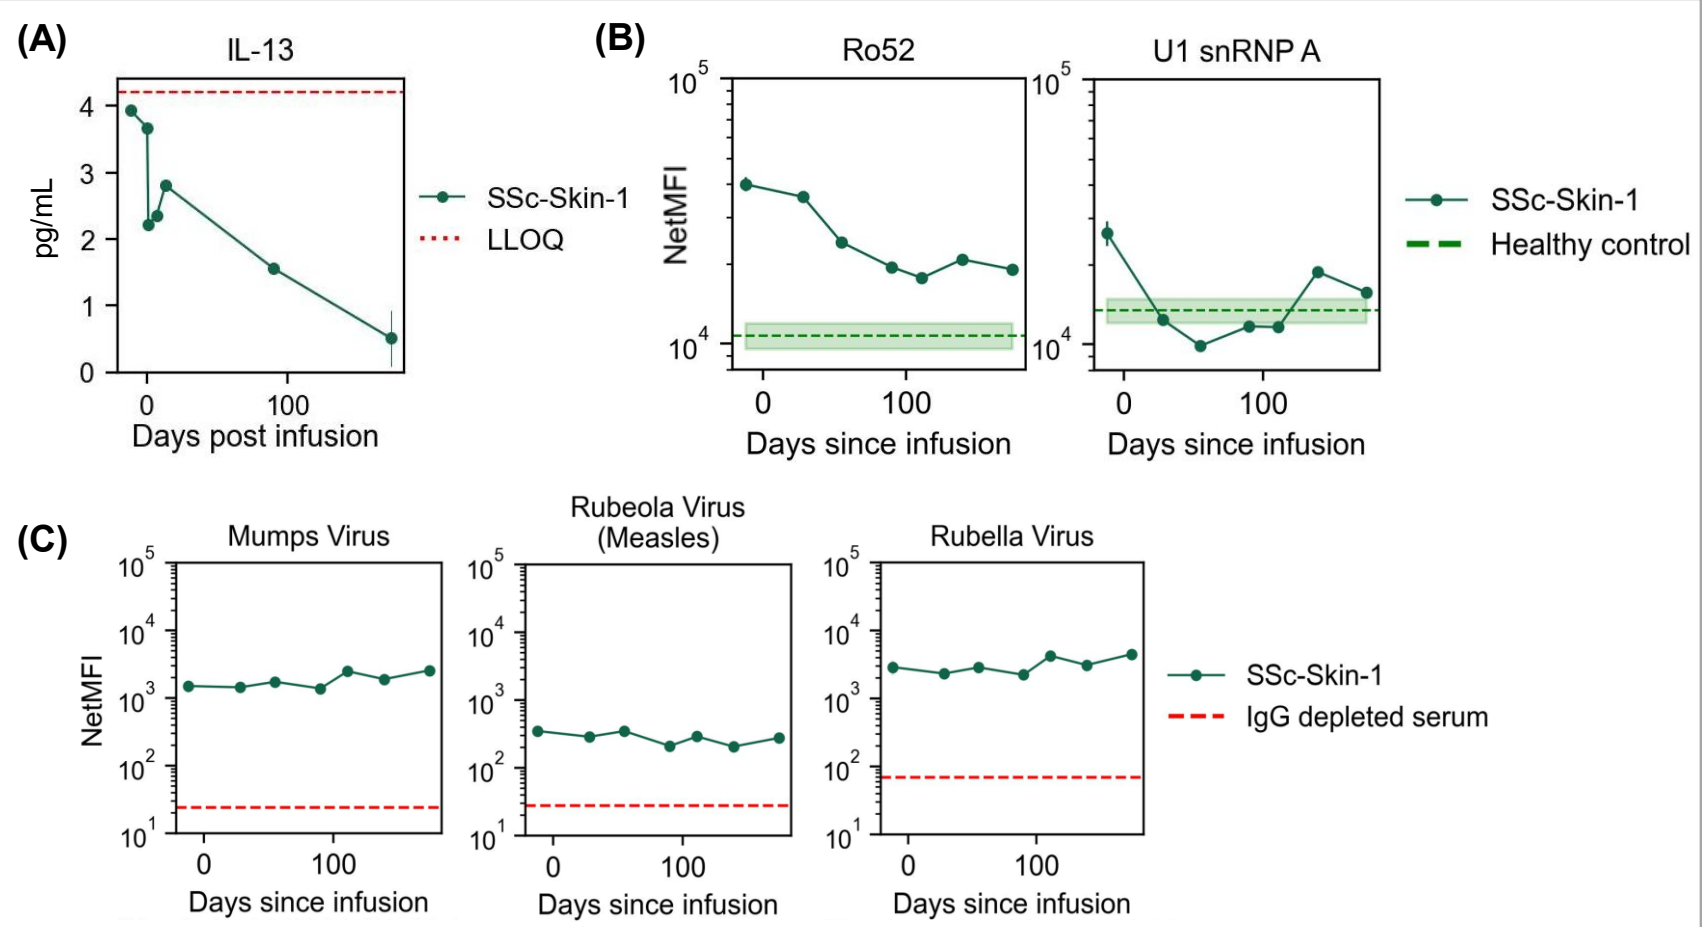 (A)
IL-13
pg/mL
4
3
2
1
0
0 100
Days post infusion
SSc-Skin-1
LLOQ
(B)
Ro52
NetMFI
10^5
10^4
0 100
Days since infusion
U1 snRNP A
10^5
10^4
0 100
Days since infusion
SSc-Skin-1
Healthy control
(C)
Mumps Virus
NetMFI
10^5
10^4
10^3
10^2
10^1
0 100
Days since infusion
Rubeola Virus
(Measles)
10^5
10^4
10^3
10^2
10^1
0 100
Days since infusion
Rubella Virus
10^5
10^4
10^3
10^2
10^1
0 100
Days since infusion
SSc-Skin-1
IgG depleted serum